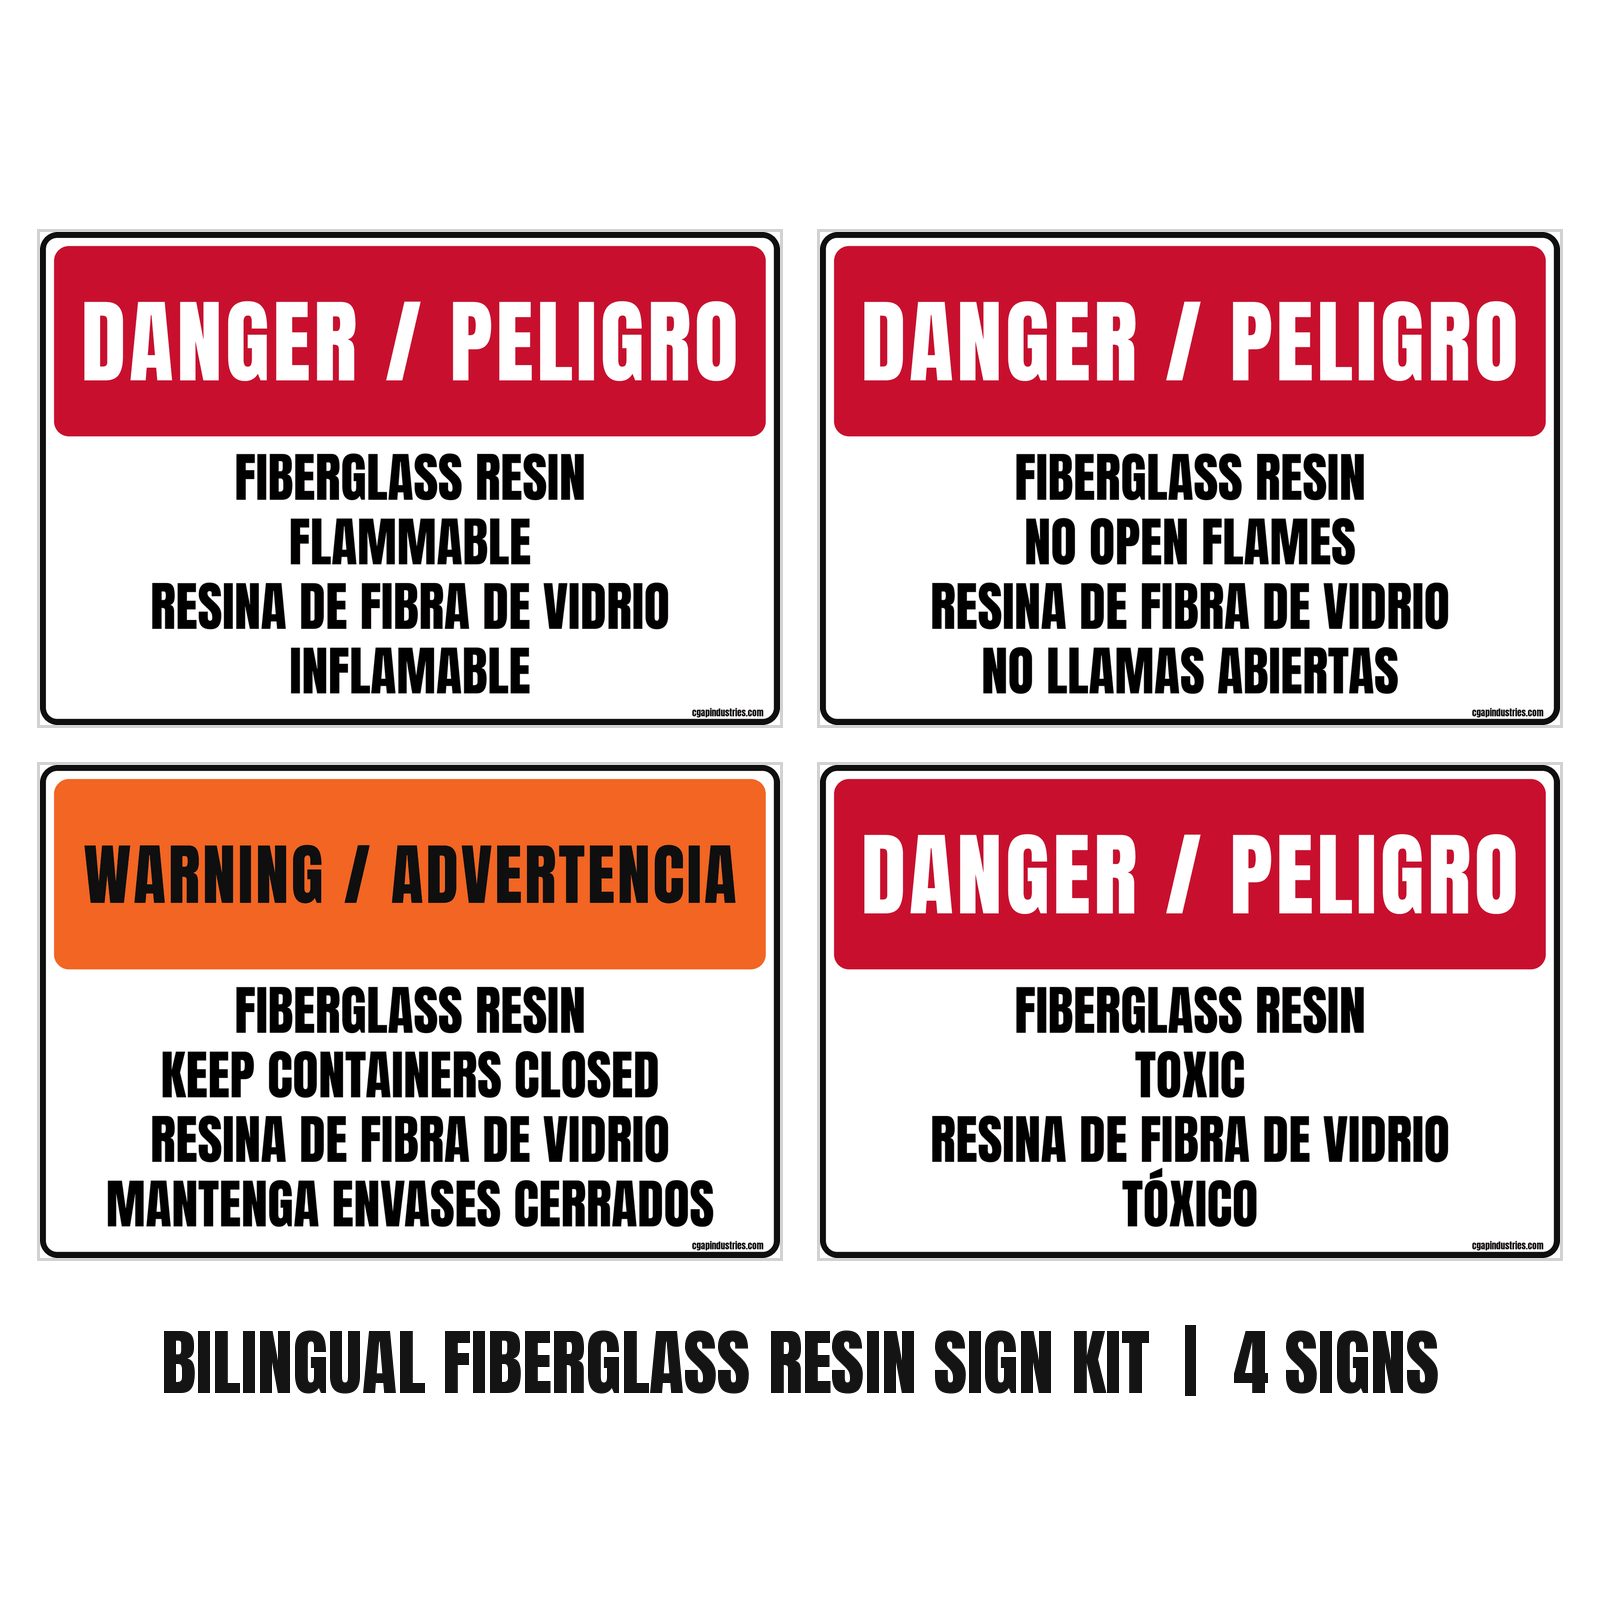 DANGER / PELIGRO
FIBERGLASS RESIN
FLAMMABLE
RESINA DE FIBRA DE VIDRIO
INFLAMABLE
cgapindustries.com
DANGER / PELIGRO
FIBERGLASS RESIN
NO OPEN FLAMES
RESINA DE FIBRA DE VIDRIO
NO LLAMAS ABIERTAS
cgapindustries.com
WARNING / ADVERTENCIA
FIBERGLASS RESIN
KEEP CONTAINERS CLOSED
RESINA DE FIBRA DE VIDRIO
MANTENGA ENVASES CERRADOS
cgapindustries.com
DANGER / PELIGRO
FIBERGLASS RESIN
TOXIC
RESINA DE FIBRA DE VIDRIO
TÓXICO
cgapindustries.com
BILINGUAL FIBERGLASS RESIN SIGN KIT | 4 SIGNS